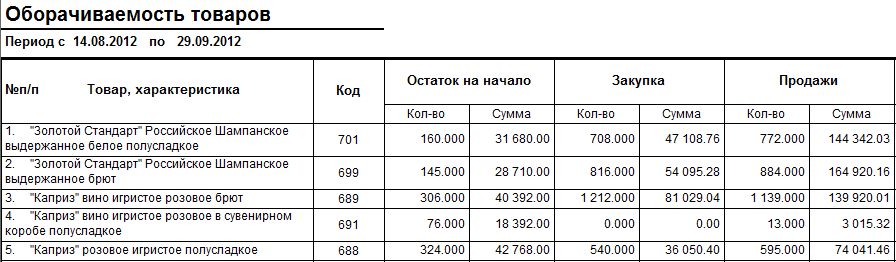 Оборачиваемость товаров
Период с 14.08.2012 по 29.09.2012
№п/п Товар, характеристика Код Остаток на начало Закупка Продажи
Кол-во Сумма Кол-во Сумма Кол-во Сумма
1. "Золотой Стандарт" Российское Шампанское
выдержанное белое полусладкое 701 160.000 31 680.00 708.000 47 108.76 772.000 144 342.03
2. "Золотой Стандарт" Российское Шампанское
выдержанное брют 699 145.000 28 710.00 816.000 54 095.28 884.000 164 920.16
3. "Каприз" вино игристое розовое брют 689 306.000 40 392.00 1 212.000 81 029.04 1 139.000 139 920.01
4. "Каприз" вино игристое розовое в сувенирном
коробе полусладкое 691 76.000 18 392.00 0.000 0.00 13.000 3 015.32
5. "Каприз" розовое игристое полусладкое 688 324.000 42 768.00 540.000 36 050.40 595.000 74 041.46